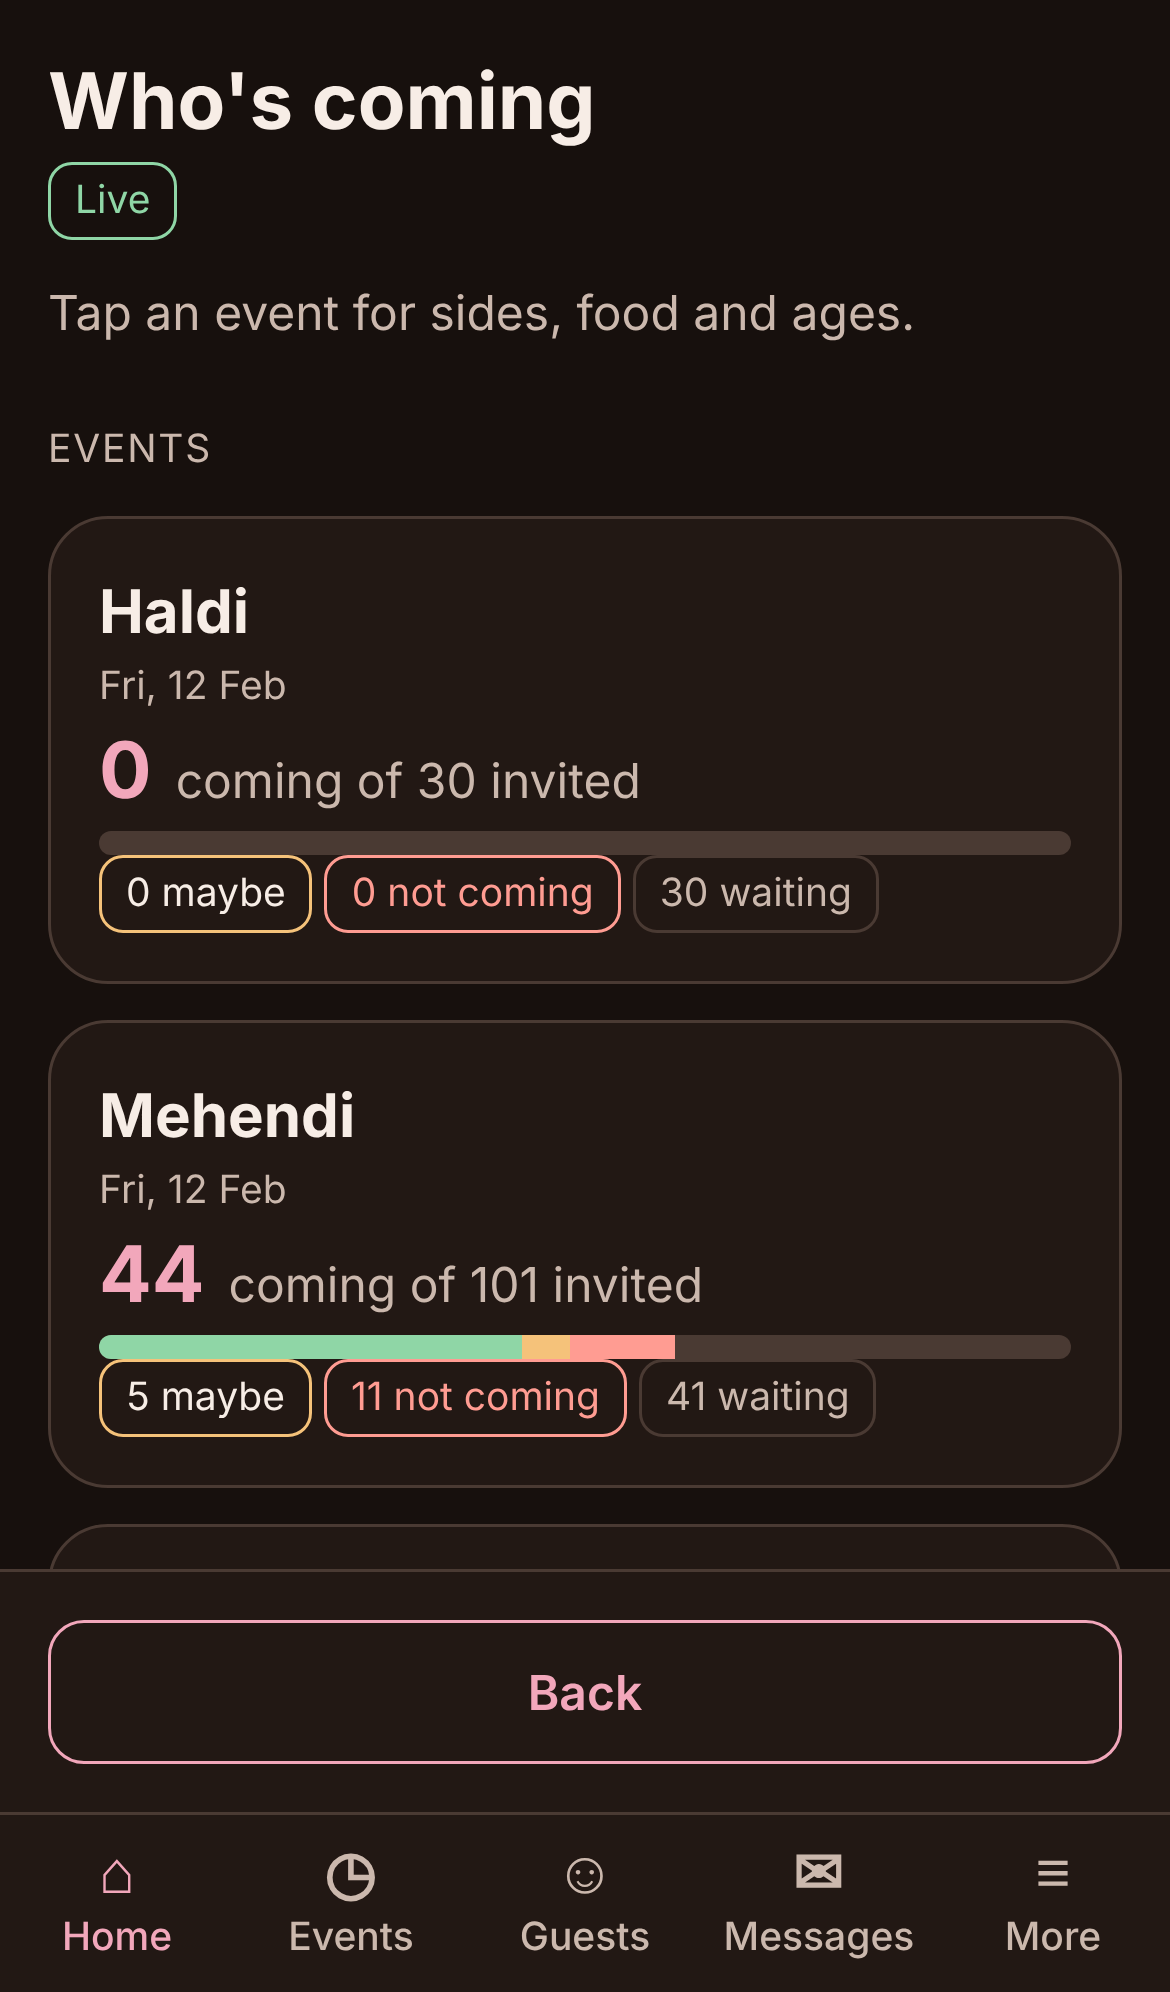 Who's coming
Live
Tap an event for sides, food and ages.
EVENTS
Haldi
Fri, 12 Feb
0 coming of 30 invited
0 maybe 0 not coming 30 waiting
Mehendi
Fri, 12 Feb
44 coming of 101 invited
5 maybe 11 not coming 41 waiting
Back
Home Events Guests Messages More